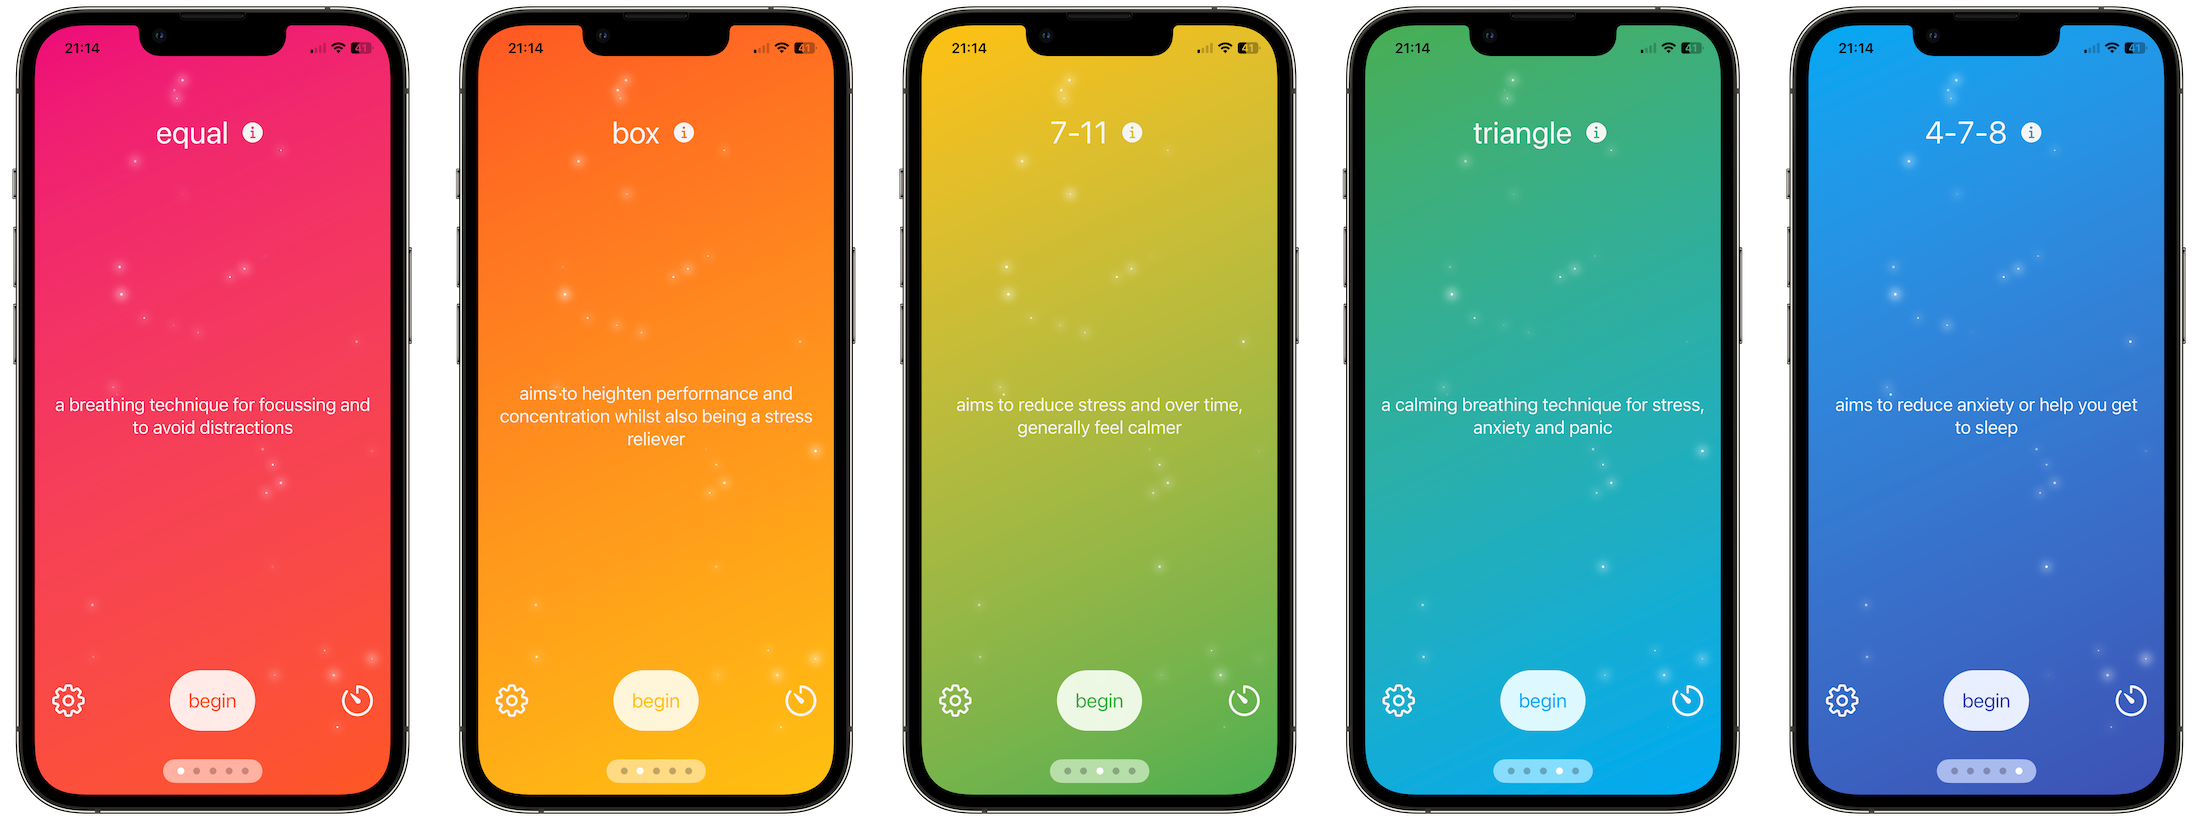 21:14
41
equal i
a breathing technique for focussing and
to avoid distractions
begin
21:14
41
box i
aims to heighten performance and
concentration whilst also being a stress
reliever
begin
21:14
41
7-11 i
aims to reduce stress and over time,
generally feel calmer
begin
21:14
41
triangle i
a calming breathing technique for stress,
anxiety and panic
begin
21:14
41
4-7-8 i
aims to reduce anxiety or help you get
to sleep
begin